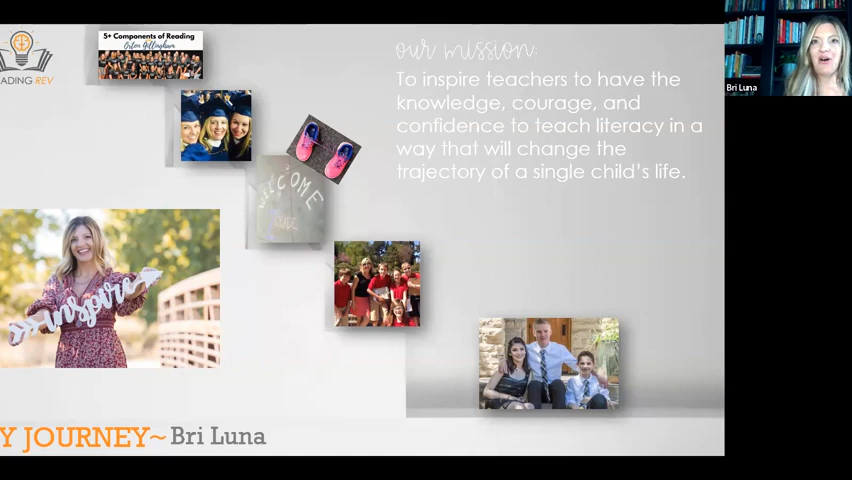 5+ Components of Reading
Orton Gillingham
ADING REV
our mission:
To inspire teachers to have the
knowledge, courage, and
confidence to teach literacy in a
way that will change the
trajectory of a single child's life.
Bri Luna
WELCOME
inspire
Y JOURNEY~ Bri Luna